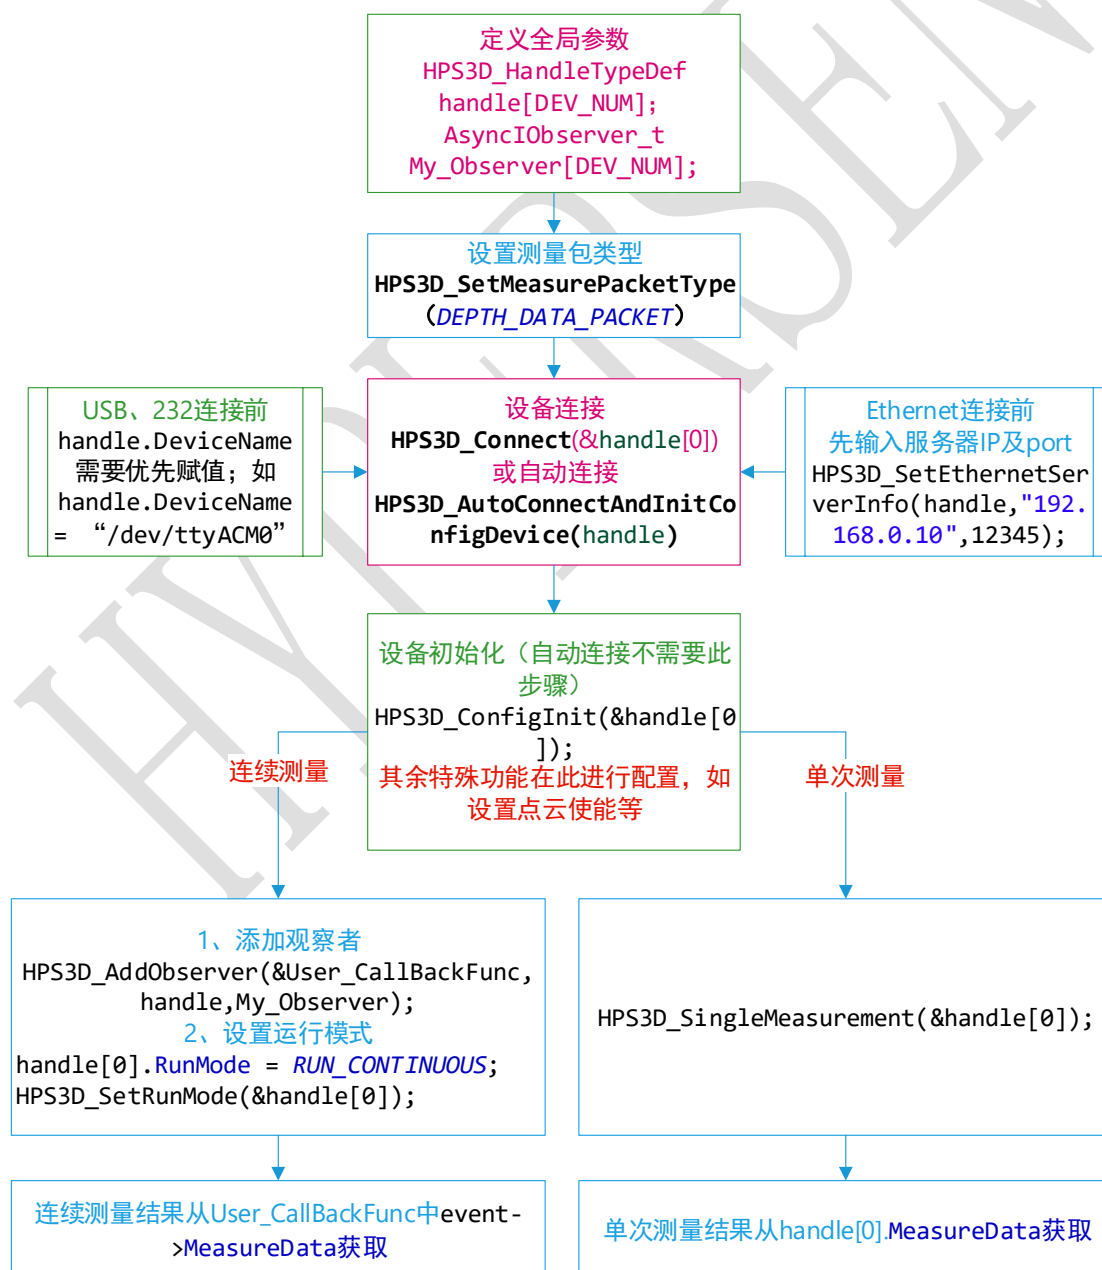 定义全局参数
HPS3D_HandleTypeDef
handle[DEV_NUM];
AsyncIObserver_t
My_Observer[DEV_NUM];
设置测量包类型
HPS3D_SetMeasurePacketType
（DEPTH_DATA_PACKET）
USB、232连接前
handle.DeviceName
需要优先赋值；如
handle.DeviceName
= “/dev/ttyACM0”
设备连接
HPS3D_Connect(&handle[0])
或自动连接
HPS3D_AutoConnectAndInitCo
nfigDevice(handle)
Ethernet连接前
先输入服务器IP及port
HPS3D_SetEthernetSer
verInfo(handle,"192.
168.0.10",12345);
设备初始化（自动连接不需要此
步骤）
HPS3D_ConfigInit(&handle[0
]);
其余特殊功能在此进行配置，如
设置点云使能等
连续测量
单次测量
1、添加观察者
HPS3D_AddObserver(&User_CallBackFunc,
handle,My_Observer);
2、设置运行模式
handle[0].RunMode = RUN_CONTINUOUS;
HPS3D_SetRunMode(&handle[0]);
HPS3D_SingleMeasurement(&handle[0]);
连续测量结果从User_CallBackFunc中event-
>MeasureData获取
单次测量结果从handle[0].MeasureData获取
HYPERSEN